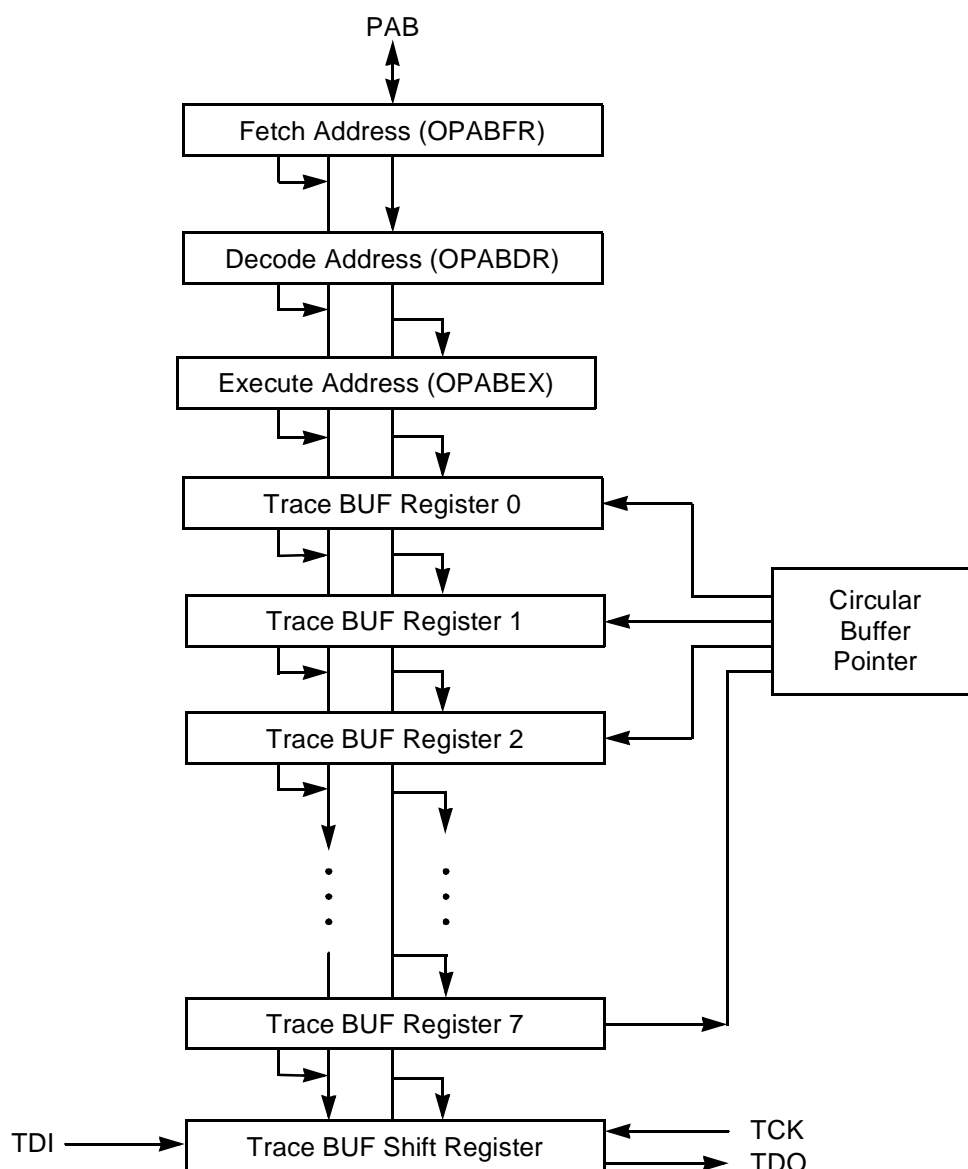 PAB
Fetch Address (OPABFR)
Decode Address (OPABDR)
Execute Address (OPABEX)
Trace BUF Register 0
Trace BUF Register 1
Circular
Buffer
Pointer
Trace BUF Register 2
Trace BUF Register 7
TDI
Trace BUF Shift Register
TCK
TDO